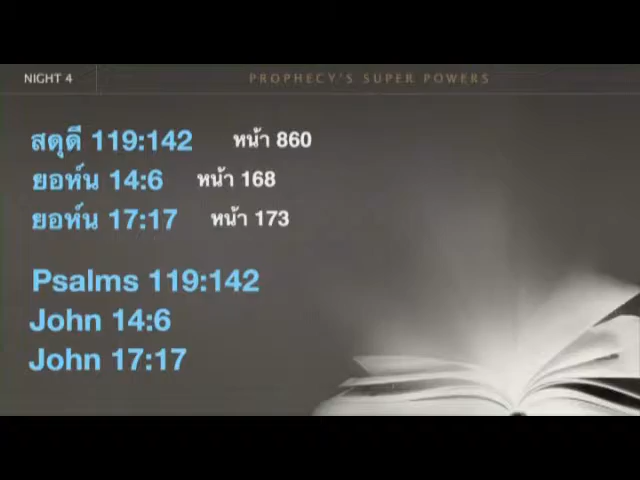 NIGHT 4
PROPHECY'S SUPER POWERS
สดุดี 119:142 หน้า 860
ยอห์น 14:6 หน้า 168
ยอห์น 17:17 หน้า 173
Psalms 119:142
John 14:6
John 17:17